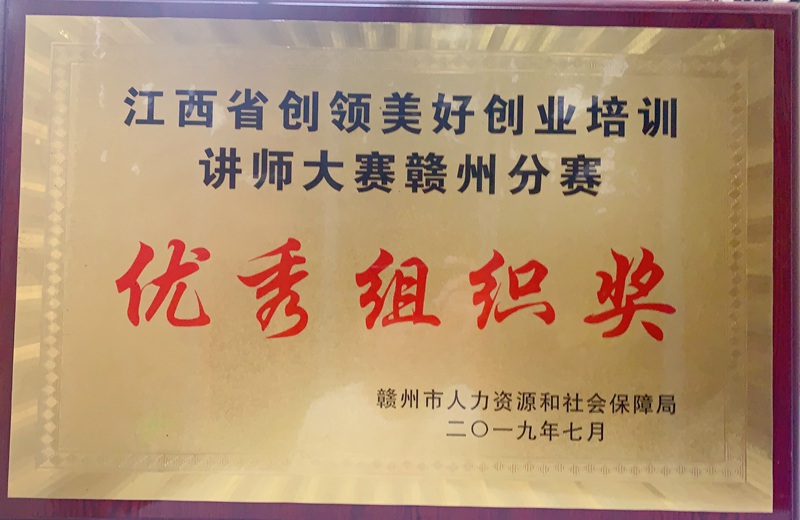 江西省创领美好创业培训
讲师大赛赣州分赛
优秀组织奖
赣州市人力资源和社会保障局
二〇一九年七月